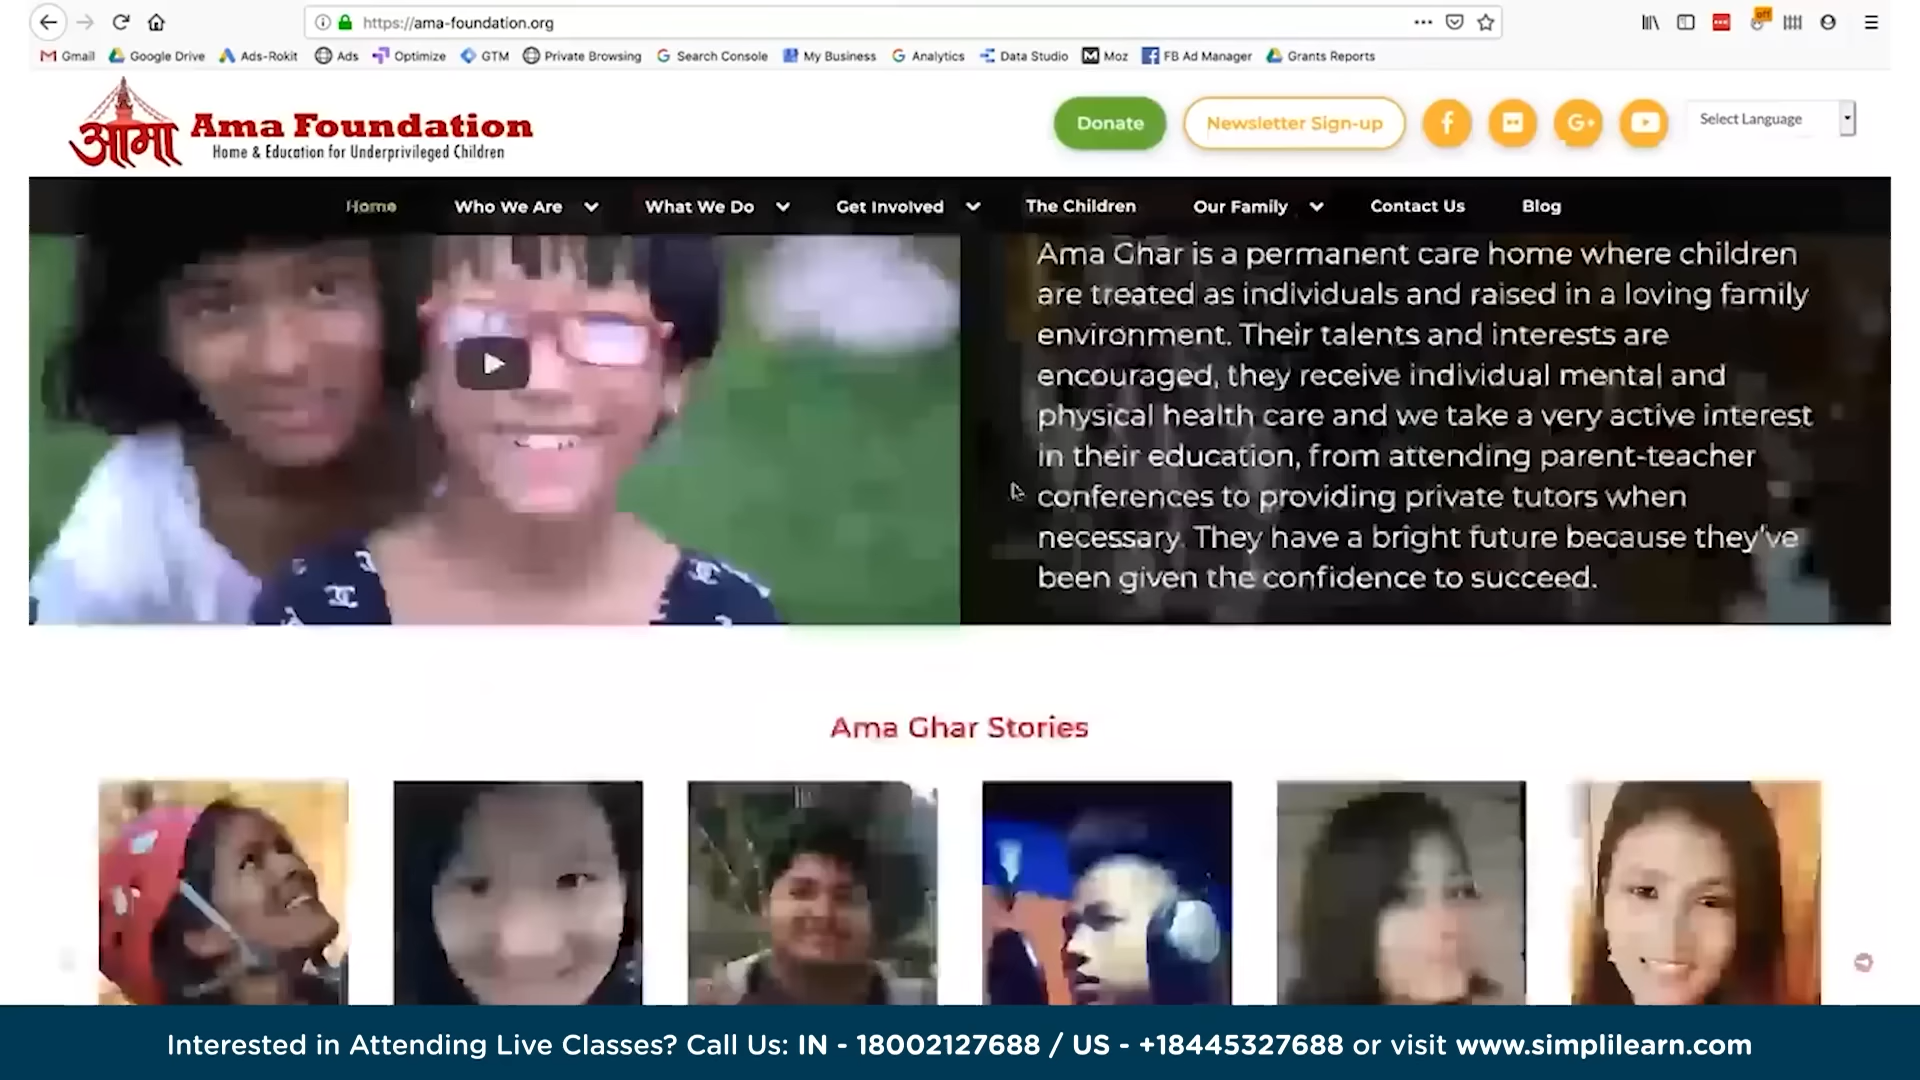 https://ama-foundation.org
Gmail Google Drive Ads-Rokit Ads Optimize GTM Private Browsing Search Console My Business Analytics Data Studio Moz FB Ad Manager Grants Reports
आमा Ama Foundation
Home & Education for Underprivileged Children
Donate Newsletter Sign-up Select Language
Home Who We Are What We Do Get Involved The Children Our Family Contact Us Blog
Ama Ghar is a permanent care home where children
are treated as individuals and raised in a loving family
environment. Their talents and interests are
encouraged, they receive individual mental and
physical health care and we take a very active interest
in their education, from attending parent-teacher
conferences to providing private tutors when
necessary. They have a bright future because they've
been given the confidence to succeed.
Ama Ghar Stories
Interested in Attending Live Classes? Call Us: IN - 18002127688 / US - +18445327688 or visit www.simplilearn.com